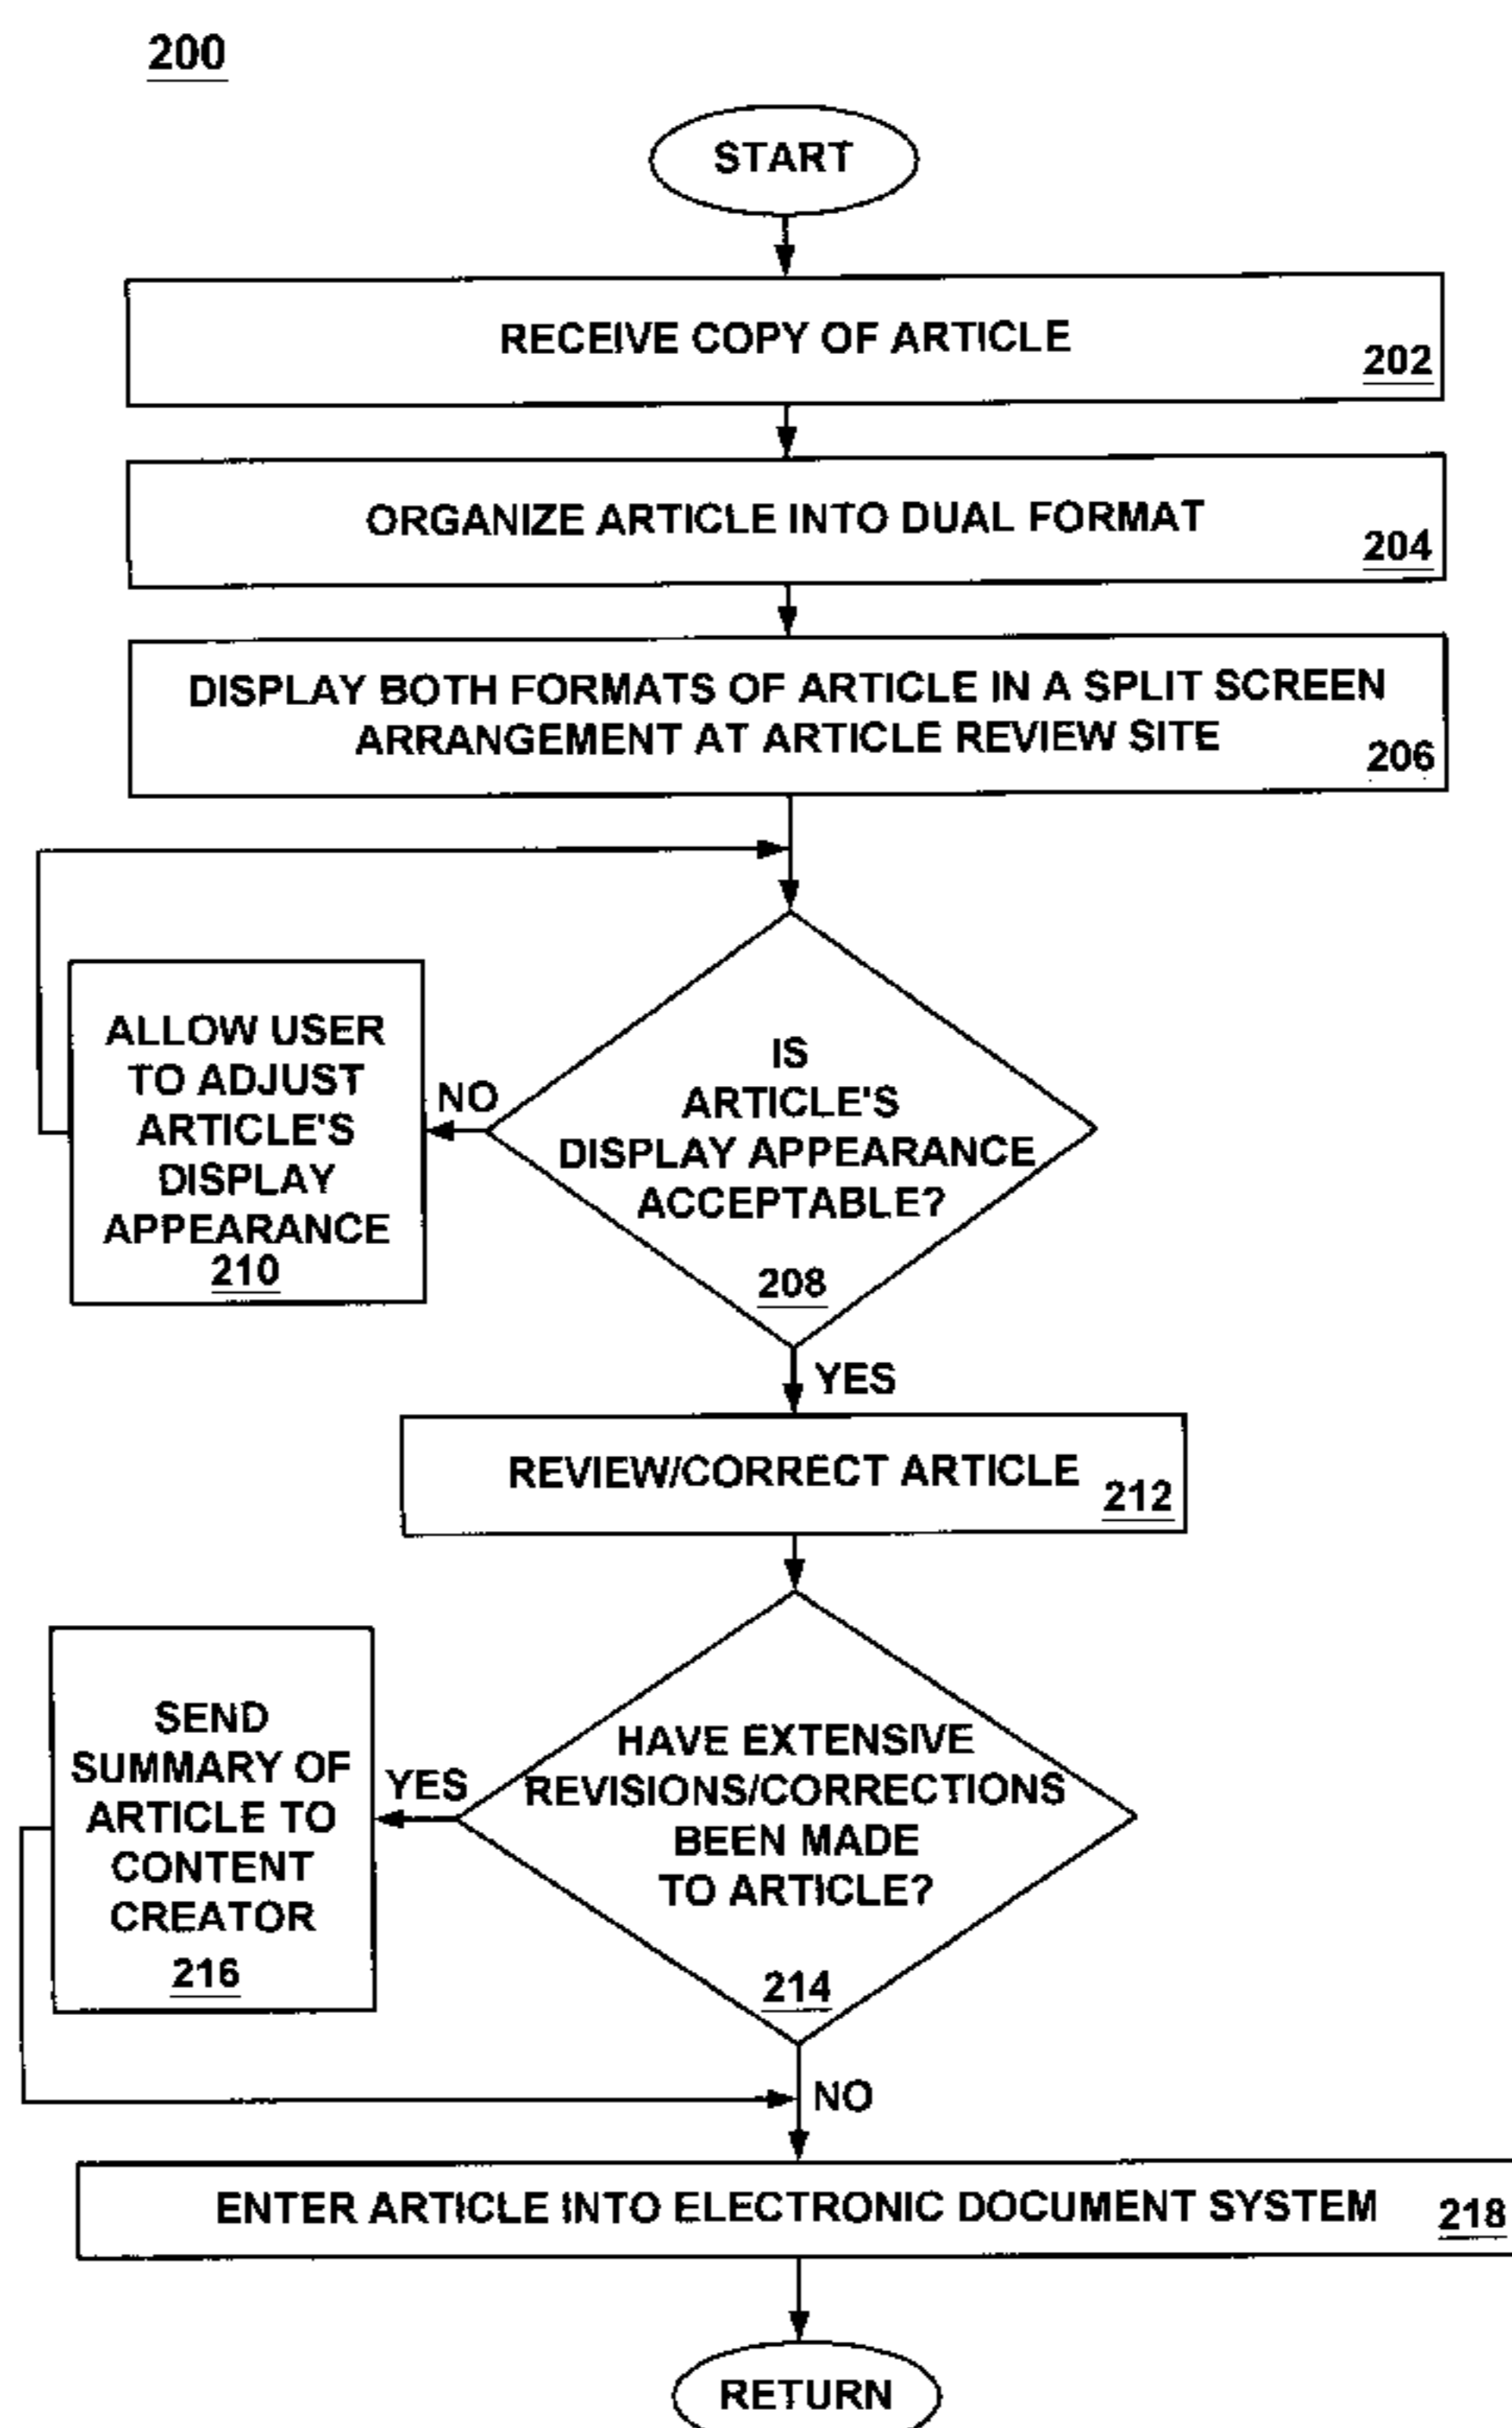 200
START
RECEIVE COPY OF ARTICLE
202
ORGANIZE ARTICLE INTO DUAL FORMAT
204
DISPLAY BOTH FORMATS OF ARTICLE IN A SPLIT SCREEN
ARRANGEMENT AT ARTICLE REVIEW SITE
206
ALLOW USER
TO ADJUST
ARTICLE'S
DISPLAY
APPEARANCE
210
NO
IS
ARTICLE'S
DISPLAY APPEARANCE
ACCEPTABLE?
208
YES
REVIEW/CORRECT ARTICLE
212
SEND
SUMMARY OF
ARTICLE TO
CONTENT
CREATOR
216
YES
HAVE EXTENSIVE
REVISIONS/CORRECTIONS
BEEN MADE
TO ARTICLE?
214
NO
ENTER ARTICLE INTO ELECTRONIC DOCUMENT SYSTEM
218
RETURN